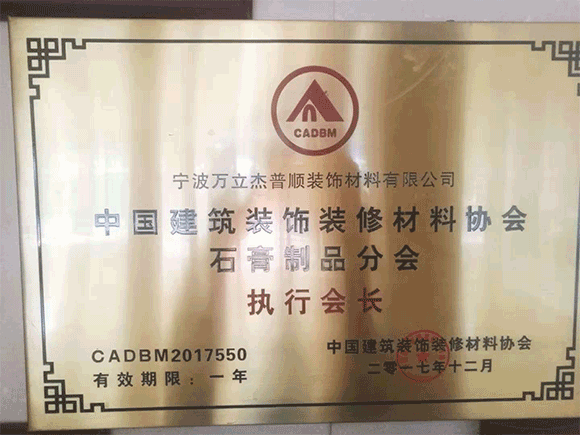 CADBM
宁波万立杰普顺装饰材料有限公司
中国建筑装饰装修材料协会
石膏制品分会
执行会长
CADBM2017550
有效期限：一年
中国建筑装饰装修材料协会
二零一七年十二月